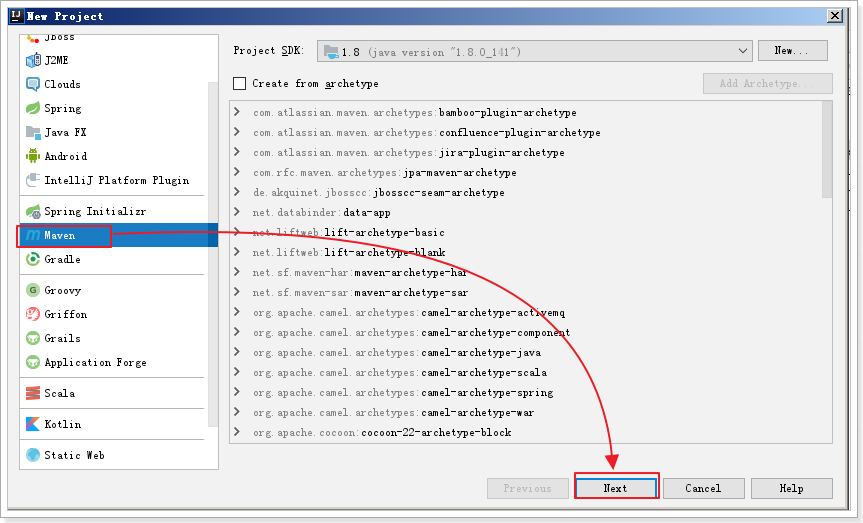 New Project
JBoss
J2ME
Clouds
Spring
Java FX
Android
IntelliJ Platform Plugin
Spring Initializr
Maven
Gradle
Groovy
Griffon
Grails
Application Forge
Scala
Kotlin
Static Web
Project SDK: 1.8 (java version "1.8.0_141") New...
Create from archetype Add Archetype...
com.atlassian.maven.archetypes:bamboo-plugin-archetype
com.atlassian.maven.archetypes:confluence-plugin-archetype
com.atlassian.maven.archetypes:jira-plugin-archetype
com.rfc.maven.archetypes:jpa-maven-archetype
de.akquinet.jbosscc:jbosscc-seam-archetype
net.databinder:data-app
net.liftweb:lift-archetype-basic
net.liftweb:lift-archetype-blank
net.sf.maven-har:maven-archetype-har
net.sf.maven-sar:maven-archetype-sar
org.apache.camel.archetypes:camel-archetype-activemq
org.apache.camel.archetypes:camel-archetype-component
org.apache.camel.archetypes:camel-archetype-java
org.apache.camel.archetypes:camel-archetype-scala
org.apache.camel.archetypes:camel-archetype-spring
org.apache.camel.archetypes:camel-archetype-war
org.apache.cocoon:cocoon-22-archetype-block
Previous Next Cancel Help